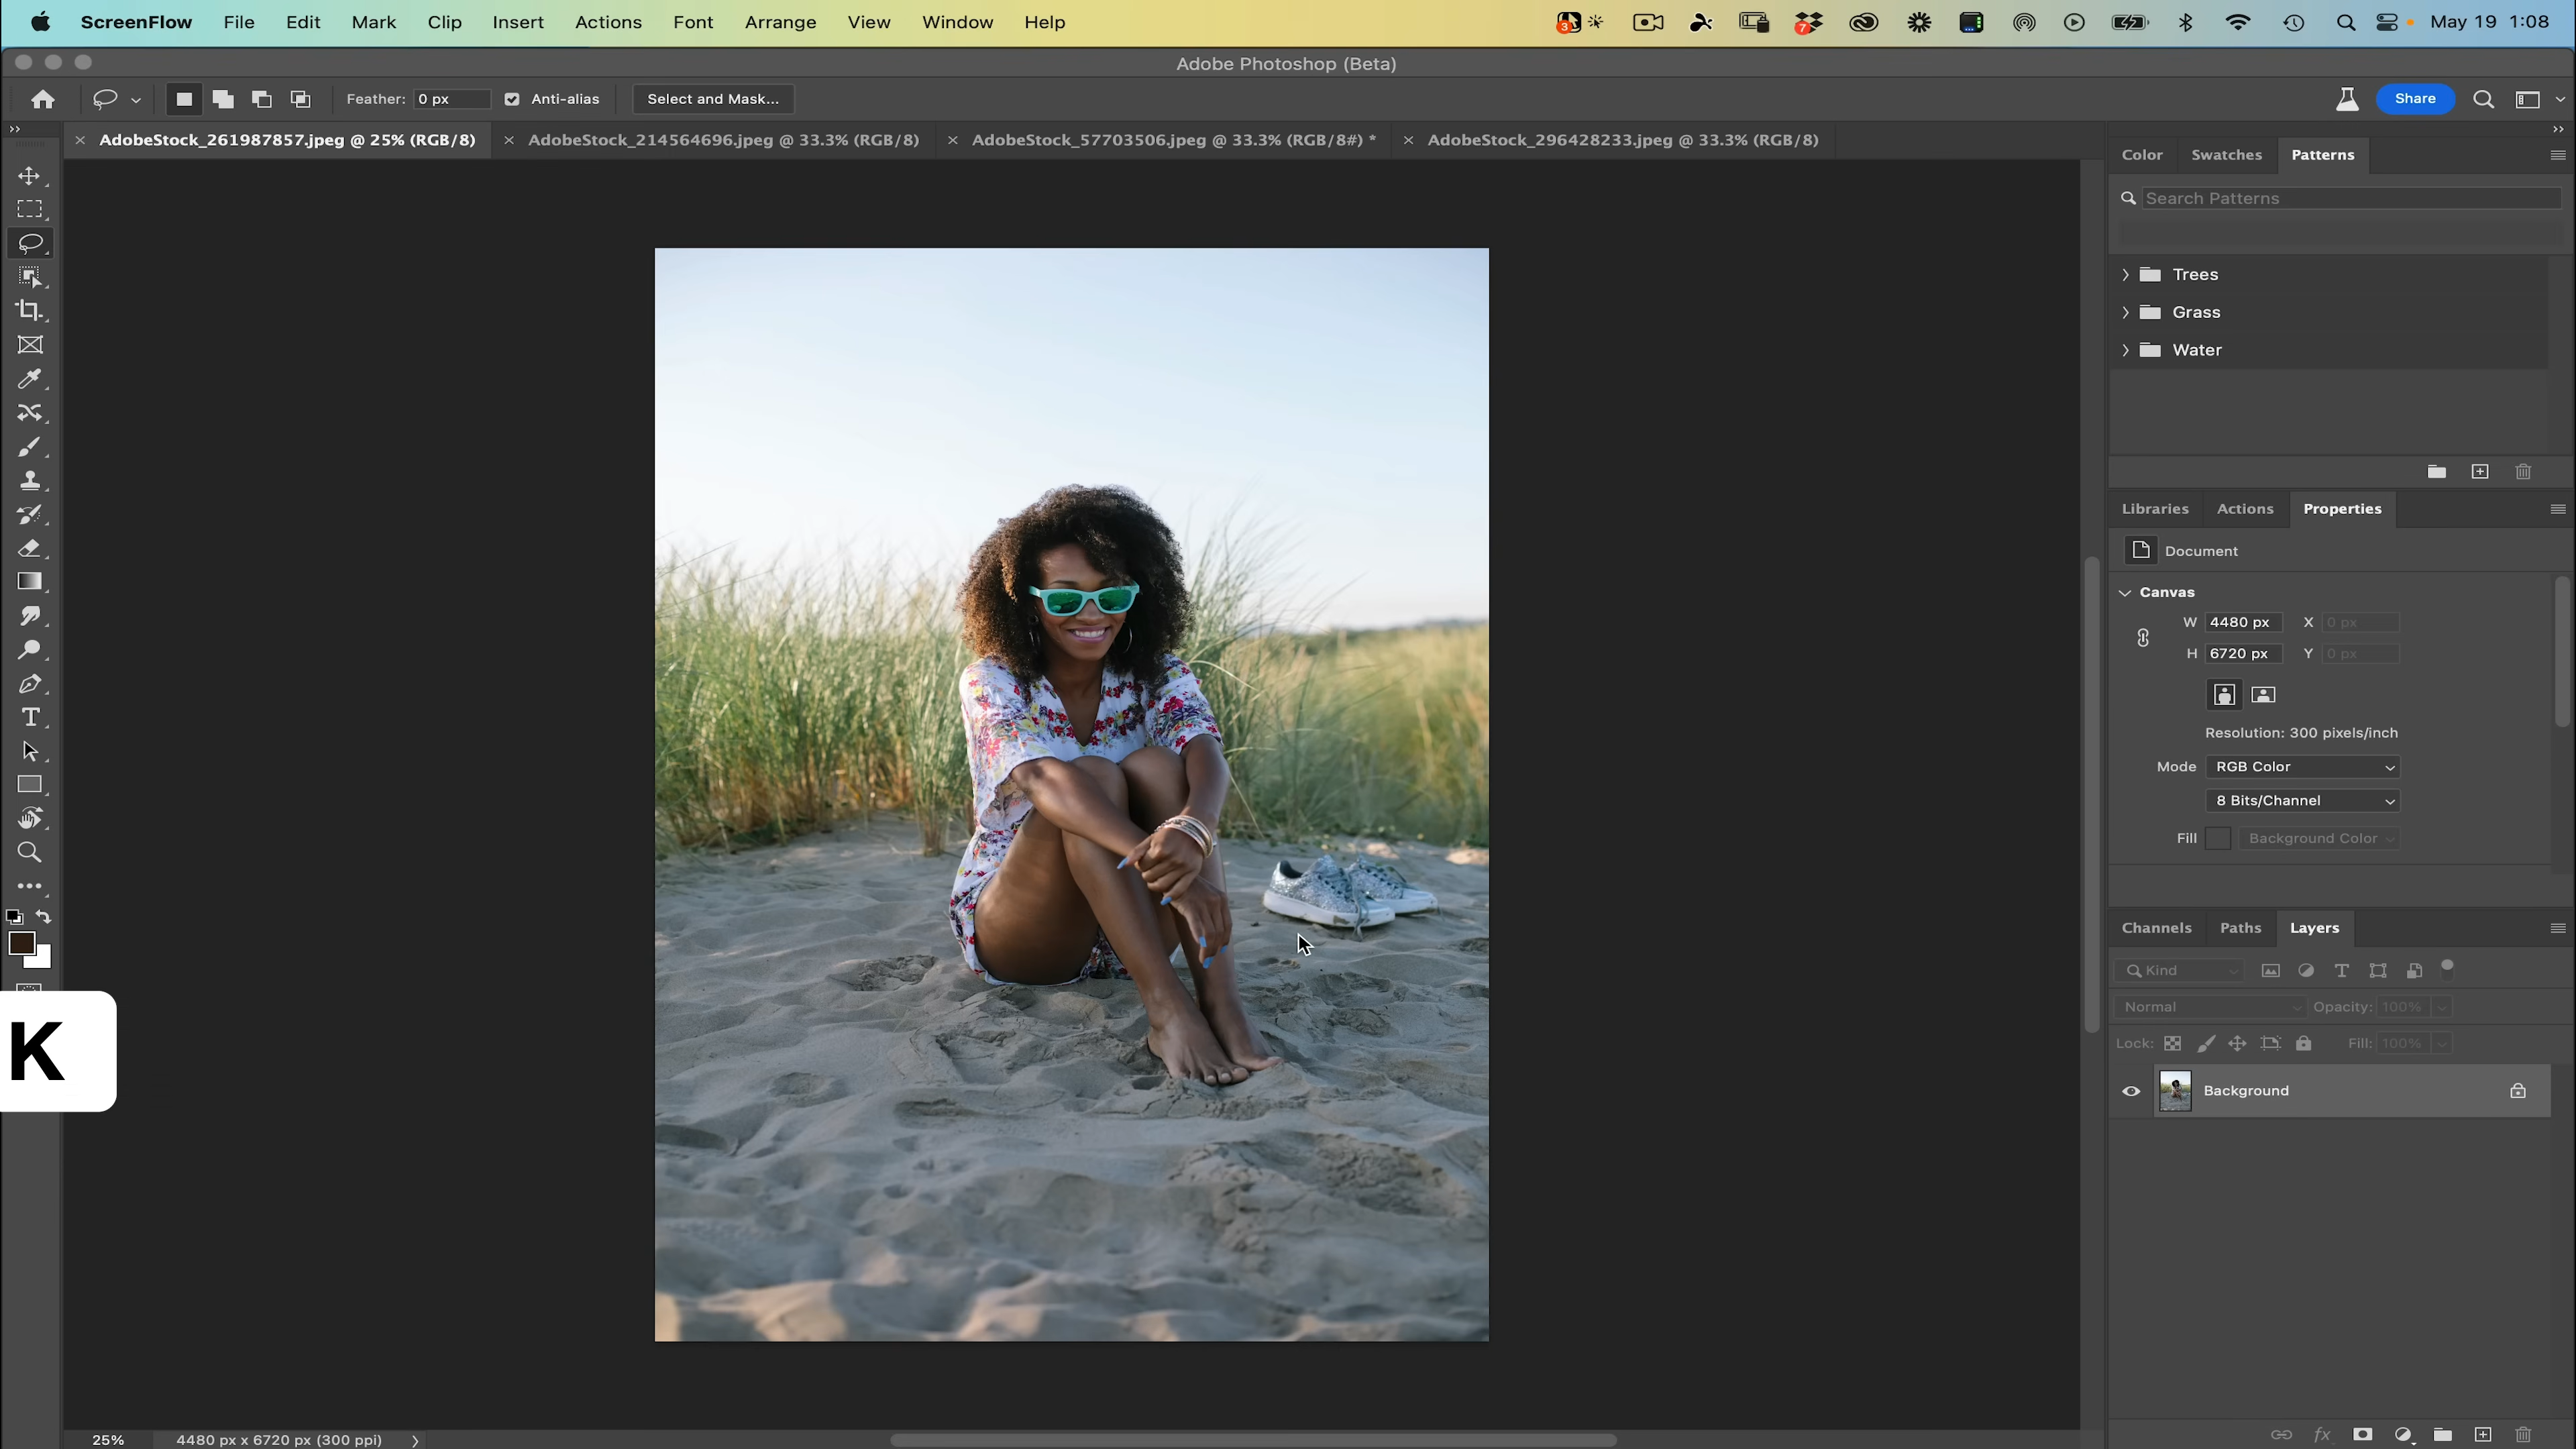 ScreenFlow File Edit Mark Clip Insert Actions Font Arrange View Window Help 3 7 May 19 1:08
Adobe Photoshop (Beta)
Feather: 0 px Anti-alias Select and Mask... Share
AdobeStock_261987857.jpeg @ 25% (RGB/8) AdobeStock_214564696.jpeg @ 33.3% (RGB/8) AdobeStock_57703506.jpeg @ 33.3% (RGB/8#) * AdobeStock_296428233.jpeg @ 33.3% (RGB/8)
Color Swatches Patterns
Search Patterns
Trees
Grass
Water
Libraries Actions Properties
Document
Canvas
W 4480 px X 0 px
H 6720 px Y 0 px
Resolution: 300 pixels/inch
Mode RGB Color
8 Bits/Channel
Fill Background Color
Channels Paths Layers
Kind
Normal Opacity: 100%
Lock: Fill: 100%
K
Background
25% 4480 px x 6720 px (300 ppi)